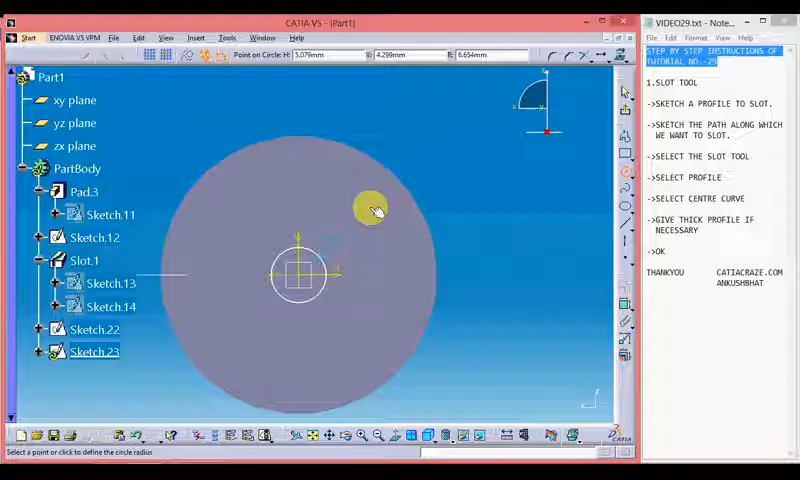 CATIA V5 - [Part1]
Start
ENOVIA V5 VPM
File
Edit
View
Insert
Tools
Window
Help
Point on Circle: H: 5.079mm V: 4.299mm R: 6.654mm
Part1
xy plane
yz plane
zx plane
PartBody
Pad.3
Sketch.11
Sketch.12
Slot.1
Sketch.13
Sketch.14
Sketch.22
Sketch.23
Select a point or click to define the circle radius
CATIA
VIDEO29.txt - Note...
File Edit Format View Help
STEP BY STEP INSTRUCTIONS OF
TUTORIAL NO:-29
1.SLOT TOOL
->SKETCH A PROFILE TO SLOT.
->SKETCH THE PATH ALONG WHICH
WE WANT TO SLOT.
->SELECT THE SLOT TOOL
->SELECT PROFILE
->SELECT CENTRE CURVE
->GIVE THICK PROFILE IF
NECESSARY
->OK
THANKYOU CATIACRAZE.COM
ANKUSHBHAT